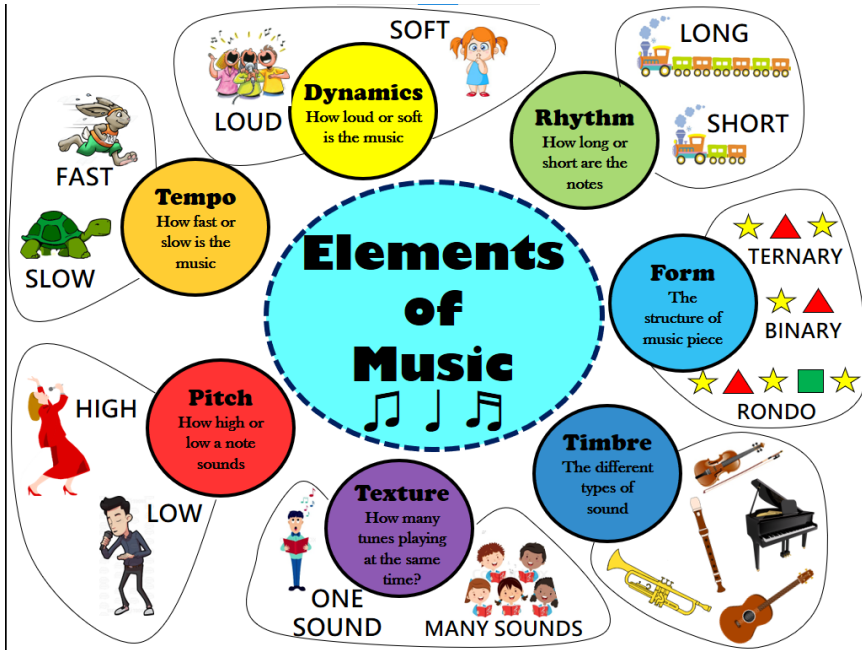 Elements
of
Music
Dynamics
How loud or soft
is the music
LOUD
SOFT
Rhythm
How long or
short are the
notes
LONG
SHORT
Tempo
How fast or
slow is the
music
FAST
SLOW
Form
The
structure of
music piece
TERNARY
BINARY
RONDO
Pitch
How high or
low a note
sounds
HIGH
LOW
Timbre
The different
types of
sound
Texture
How many
tunes playing
at the same
time?
ONE
SOUND
MANY SOUNDS